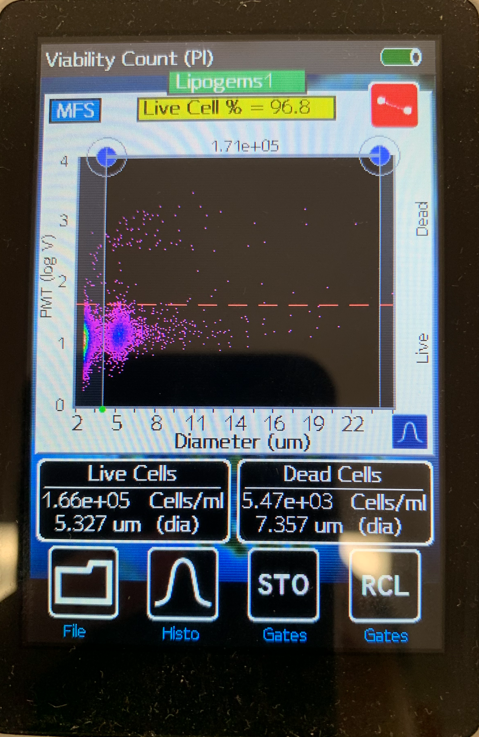 Viability Count (PI)
Lipogems1
MFS
Live Cell % = 96.8
1.71e+05
4
3
2
1
0
PMT (log V)
Dead
Live
2 5 8 11 14 16 19 22
Diameter (um)
Live Cells
1.66e+05 Cells/ml
5.327 um (dia)
Dead Cells
5.47e+03 Cells/ml
7.357 um (dia)
STO
RCL
File
Histo
Gates
Gates